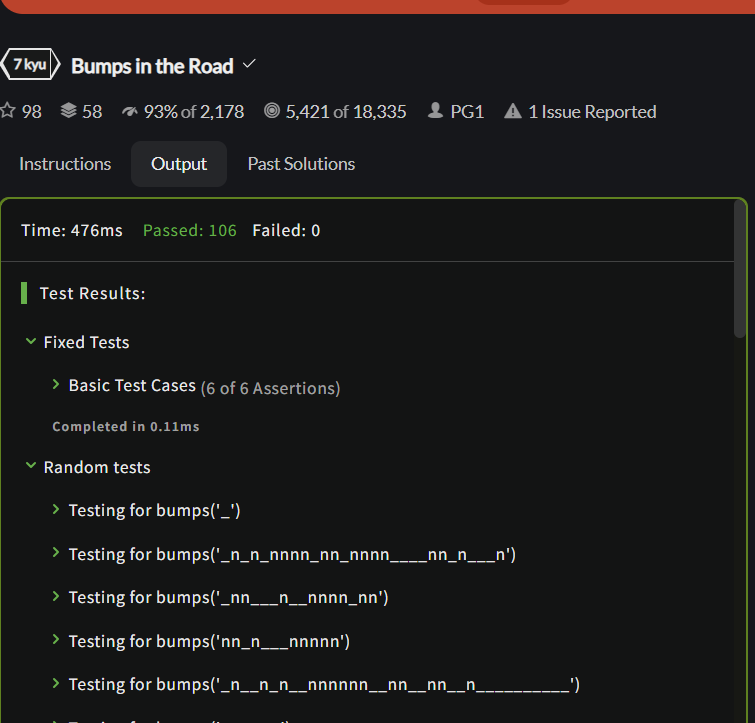 7 kyu Bumps in the Road
98 58 93% of 2,178 5,421 of 18,335 PG1 1 Issue Reported
Instructions Output Past Solutions
Time: 476ms Passed: 106 Failed: 0
Test Results:
Fixed Tests
Basic Test Cases (6 of 6 Assertions)
Completed in 0.11ms
Random tests
Testing for bumps('_')
Testing for bumps('_n_n_nnnn_nn_nnnn____nn_n___n')
Testing for bumps('_nn___n__nnnn_nn')
Testing for bumps('nn_n___nnnnn')
Testing for bumps('_n__n_n__nnnnnn__nn__nn__n__________')